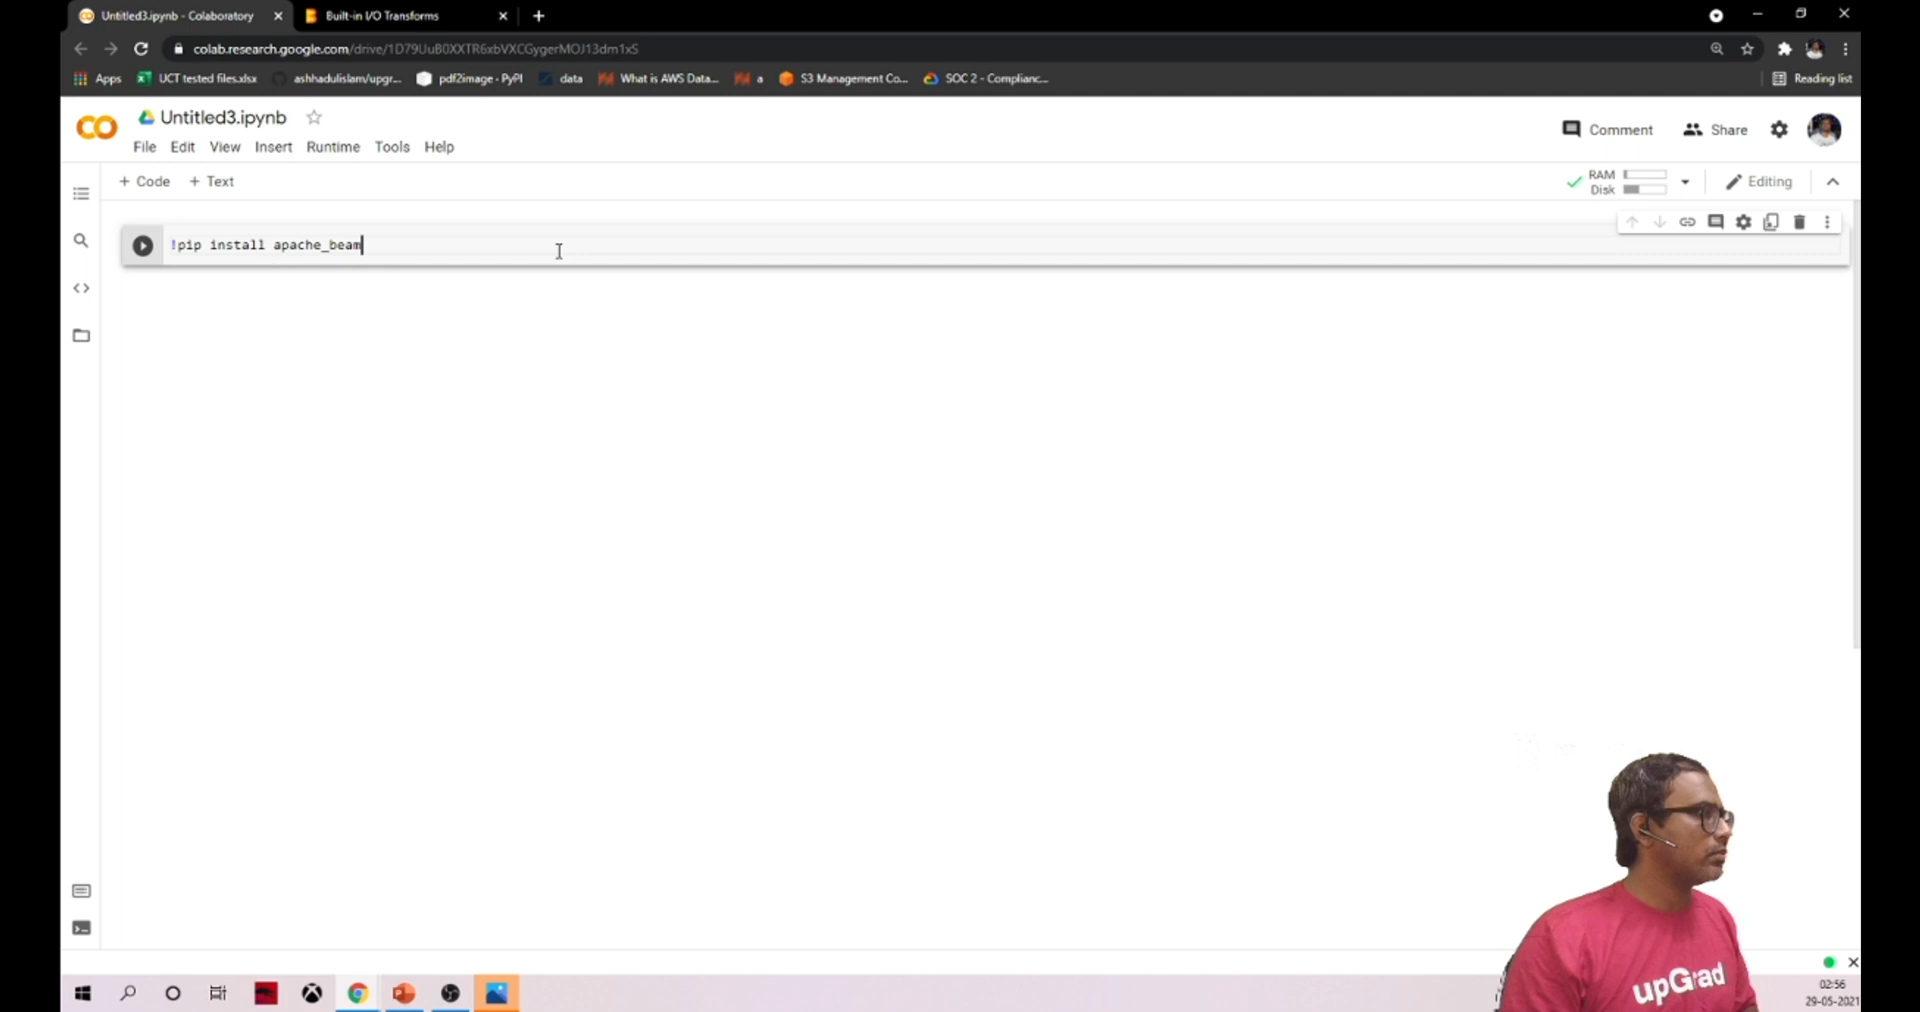 Untitled3.ipynb - Colaboratory
Built-in I/O Transforms
colab.research.google.com/drive/1D79UuB0XXTR6xbVXCGygerMOJ13dm1xS
Apps
UCT tested files.xlsx
ashhadulislam/upgr...
pdf2image - PyPI
data
What is AWS Data...
a
S3 Management Co...
SOC 2 - Complianc...
Reading list
CO
Untitled3.ipynb
Comment
Share
File Edit View Insert Runtime Tools Help
+ Code + Text
RAM
Disk
Editing
!pip install apache_beam
upGrad
02:56
29-05-2021